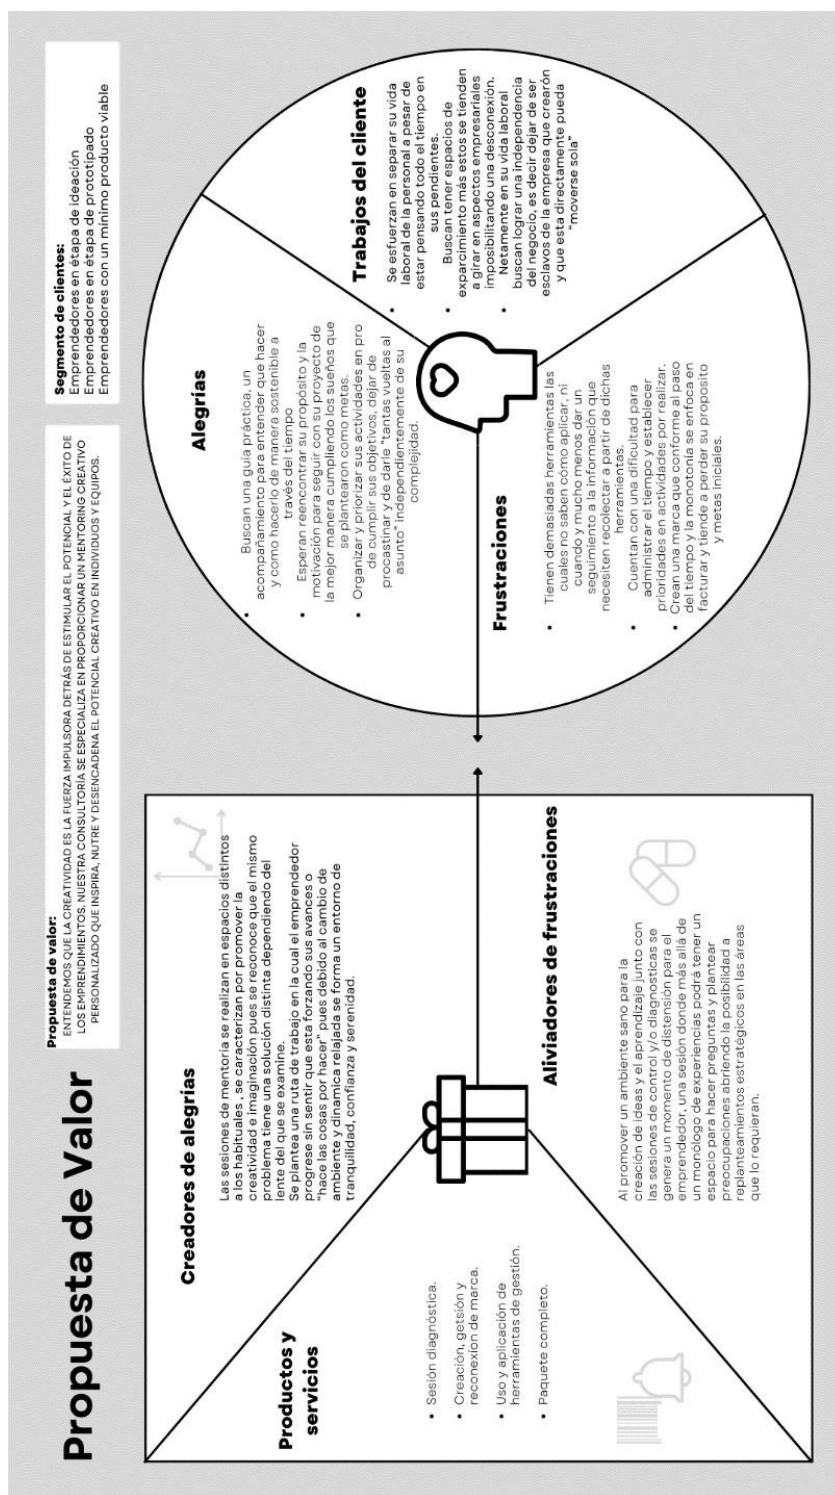 Propuesta de Valor
Propuesta de valor:
ENTENDEMOS QUE LA CREATIVIDAD ES LA FUERZA IMPULSORA DETRÁS DE ESTIMULAR EL POTENCIAL Y EL ÉXITO DE
LOS EMPRENDIMIENTOS. NUESTRA CONSULTORÍA SE ESPECIALIZA EN PROPORCIONAR UN MENTORING CREATIVO
PERSONALIZADO QUE INSPIRA, NUTRE Y DESENCADENA EL POTENCIAL CREATIVO EN INDIVIDUOS Y EQUIPOS.
Segmento de clientes:
Emprendedores en etapa de ideación
Emprendedores en etapa de prototipado
Emprendedores con un mínimo producto viable
Creadores de alegrías
Las sesiones de mentoria se realizan en espacios distintos
a los habituales , se caracterizan por promover la
creatividad e imaginación pues se reconoce que el mismo
problema tiene una solución distinta dependiendo del
lente del que se examine.
Se plantea una ruta de trabajo en la cual el emprendedor
progrese sin sentir que esta forzando sus avances o
"hace las cosas por hacer" pues debido al cambio de
ambiente y dinamica relajada se forma un entorno de
tranquilidad, confianza y serenidad.
Productos y
servicios
• Sesión diagnóstica.
• Creación, getsión y
reconexion de marca.
• Uso y aplicación de
herramientas de gestión.
• Paquete completo.
Aliviadores de frustraciones
Al promover un ambiente sano para la
creación de ideas y el aprendizaje junto con
las sesiones de control y/o diagnosticas se
genera un momento de distensión para el
emprendedor, una sesión donde más allá de
un monólogo de experiencias podrá tener un
espacio para hacer preguntas y plantear
preocupaciones abriendo la posibilidad a
replanteamientos estratégicos en las áreas
que lo requieran.
Alegrías
• Buscan una guía práctica, un
acompañamiento para entender que hacer
y como hacerlo de manera sostenible a
través del tiempo
• Esperan reencontrar su propósito y la
motivación para seguir con su proyecto de
la mejor manera cumpliendo los sueños que
se plantearon como metas.
• Organizar y priorizar sus actividades en pro
de cumplir sus objetivos, dejar de
procastinar y de darle "tantas vueltas al
asunto" independientemente de su
complejidad.
Trabajos del cliente
• Se esfuerzan en separar su vida
laboral de la personal a pesar de
estar pensando todo el tiempo en
sus pendientes.
• Buscan tener espacios de
exparcimiento más estos se tienden
a girar en aspectos empresariales
imposibilitando una desconexión.
• Netamente en su vida laboral
buscan lograr una independencia
del negocio, es decir dejar de ser
esclavos de la empresa que crearón
y que esta directamente pueda
"moverse sola"
Frustraciones
• Tienen demasiadas herramientas las
cuales no saben cómo aplicar, ni
cuando y mucho menos dar un
seguimiento a la información que
necesiten recolectar a partir de dichas
herramientas.
• Cuentan con una dificultad para
administrar el tiempo y establecer
prioridades en actividades por realizar.
• Crean una marca que conforme al paso
del tiempo y la monotonía se enfoca en
facturar y tiende a perder su proposito
y metas iniciales.